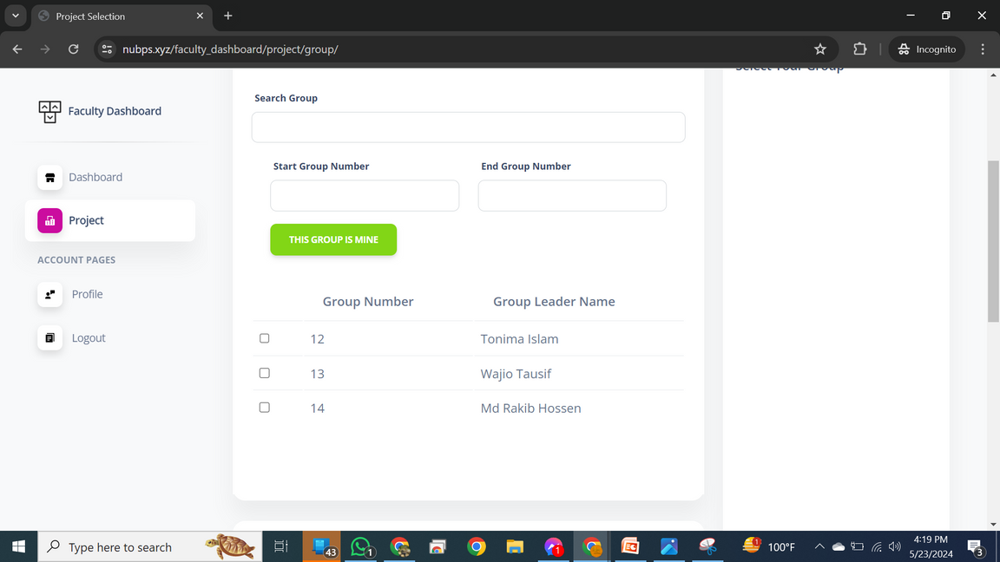 Project Selection
nubps.xyz/faculty_dashboard/project/group/
Incognito
Faculty Dashboard
Dashboard
Project
ACCOUNT PAGES
Profile
Logout
Search Group
Start Group Number End Group Number
THIS GROUP IS MINE
Group Number Group Leader Name
12 Tonima Islam
13 Wajio Tausif
14 Md Rakib Hossen
Select Your Group
Type here to search
43
1
1
1
100°F
4:19 PM
5/23/2024
3